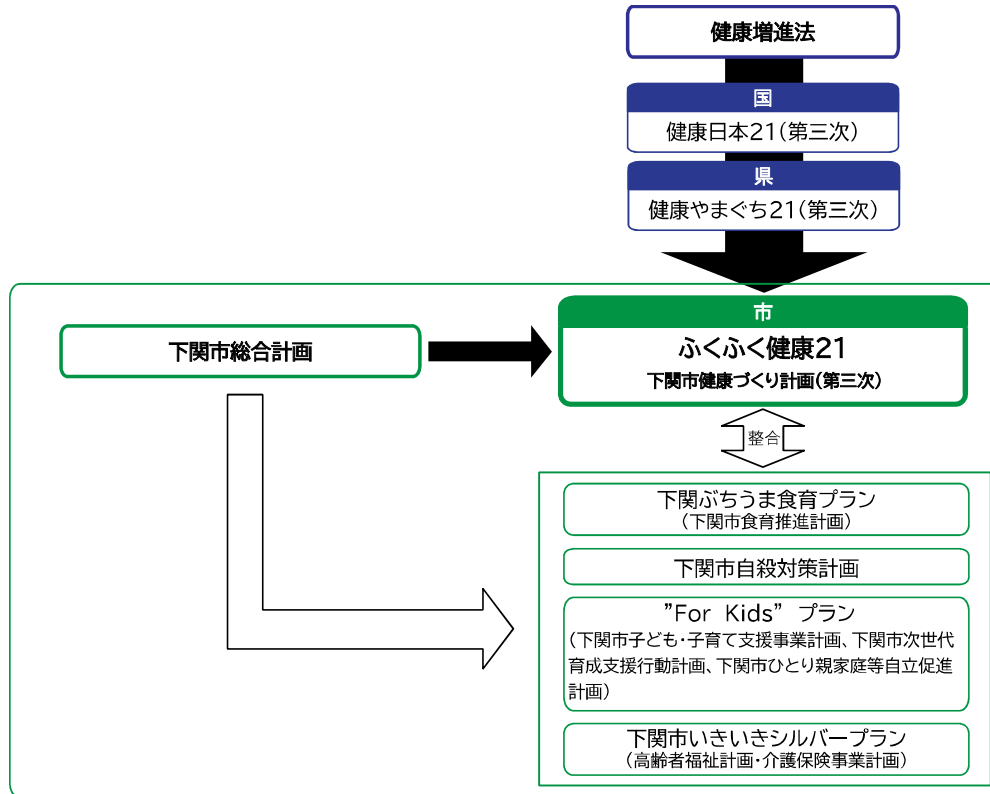 健康増進法
国
健康日本21(第三次)
県
健康やまぐち21(第三次)
市
ふくふく健康21
下関市健康づくり計画(第三次)
下関市総合計画
整合
下関ぶちうま食育プラン
(下関市食育推進計画)
下関市自殺対策計画
”For Kids” プラン
(下関市子ども・子育て支援事業計画、下関市次世代
育成支援行動計画、下関市ひとり親家庭等自立促進
計画)
下関市いきいきシルバープラン
(高齢者福祉計画・介護保険事業計画)